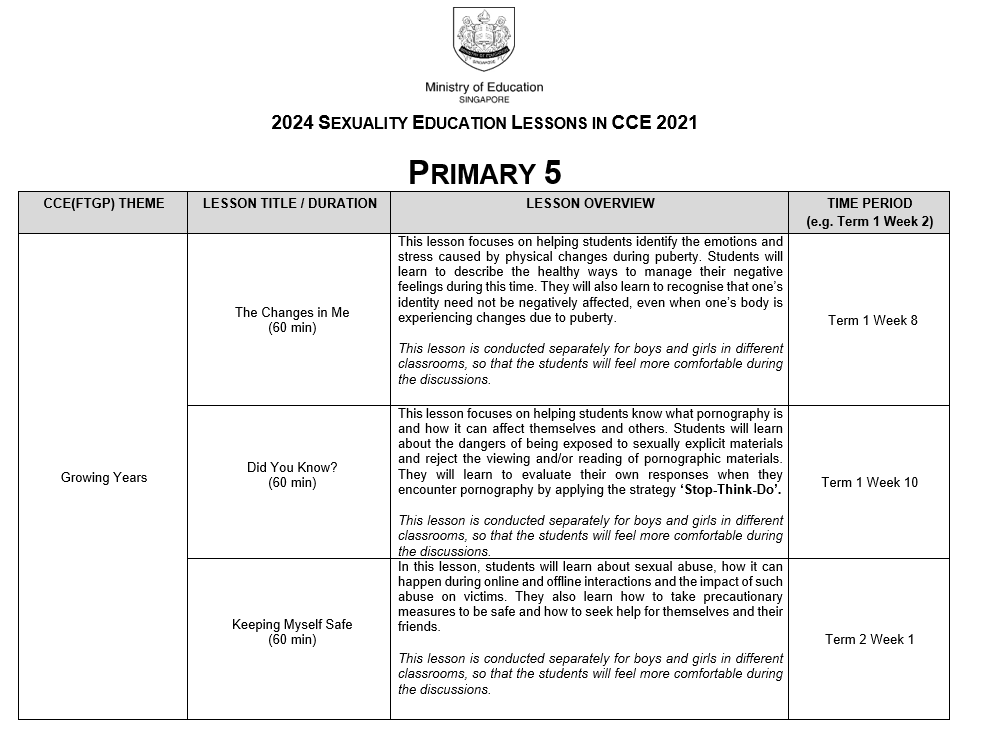 Ministry of Education
SINGAPORE
2024 SEXUALITY EDUCATION LESSONS IN CCE 2021
PRIMARY 5
CCE(FTGP) THEME
LESSON TITLE / DURATION
LESSON OVERVIEW
TIME PERIOD
(e.g. Term 1 Week 2)
Growing Years
The Changes in Me
(60 min)
This lesson focuses on helping students identify the emotions and
stress caused by physical changes during puberty. Students will
learn to describe the healthy ways to manage their negative
feelings during this time. They will also learn to recognise that one's
identity need not be negatively affected, even when one's body is
experiencing changes due to puberty.
This lesson is conducted separately for boys and girls in different
classrooms, so that the students will feel more comfortable during
the discussions.
Term 1 Week 8
Did You Know?
(60 min)
This lesson focuses on helping students know what pornography is
and how it can affect themselves and others. Students will learn
about the dangers of being exposed to sexually explicit materials
and reject the viewing and/or reading of pornographic materials.
They will learn to evaluate their own responses when they
encounter pornography by applying the strategy ‘Stop-Think-Do’.
This lesson is conducted separately for boys and girls in different
classrooms, so that the students will feel more comfortable during
the discussions.
Term 1 Week 10
Keeping Myself Safe
(60 min)
In this lesson, students will learn about sexual abuse, how it can
happen during online and offline interactions and the impact of such
abuse on victims. They also learn how to take precautionary
measures to be safe and how to seek help for themselves and their
friends.
This lesson is conducted separately for boys and girls in different
classrooms, so that the students will feel more comfortable during
the discussions.
Term 2 Week 1